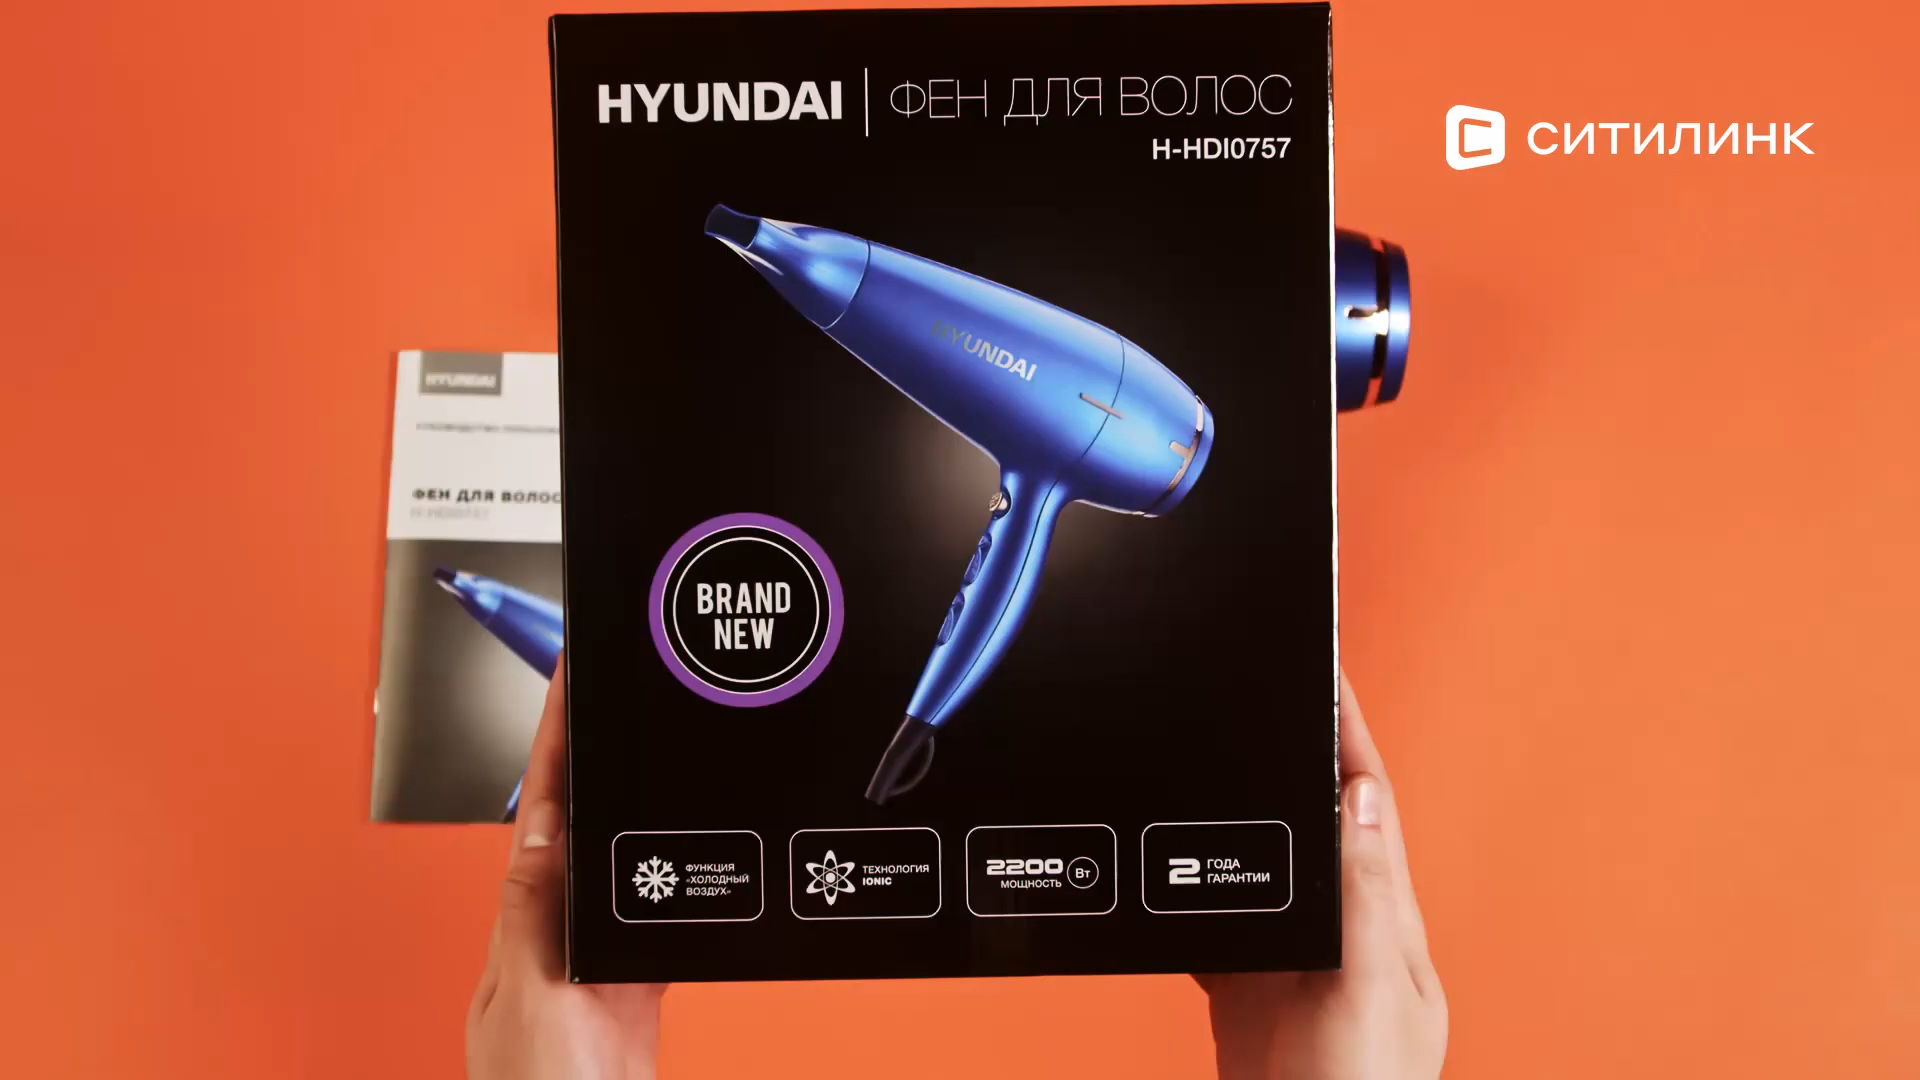 HYUNDAI
ФЕН ДЛЯ ВОЛОС
H-HDI0757
СИТИЛИНК
HYUNDAI
HYUNDAI
ФЕН ДЛЯ ВОЛОС
BRAND
NEW
ФУНКЦИЯ
«ХОЛОДНЫЙ
ВОЗДУХ»
ТЕХНОЛОГИЯ
IONIC
2200
МОЩНОСТЬ
Вт
2
ГОДА
ГАРАНТИИ